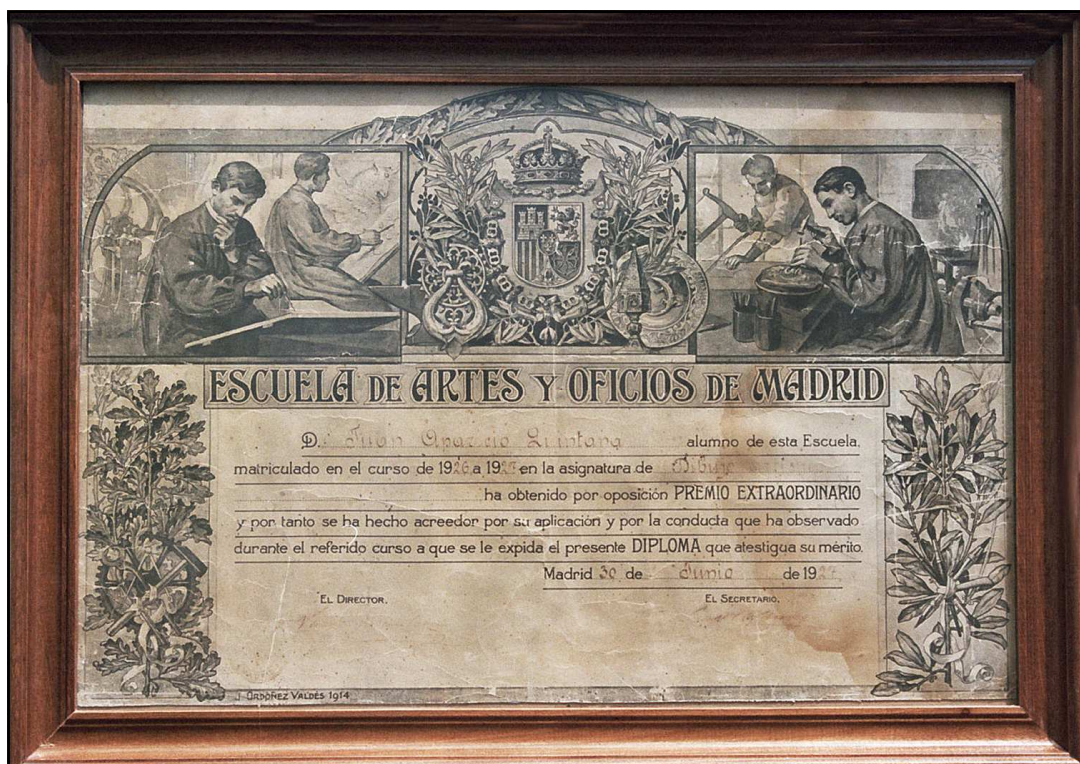 ESCUELA DE ARTES Y OFICIOS DE MADRID
D. Juan Aparicio Quintana alumno de esta Escuela,
matriculado en el curso de 1926 a 1927 en la asignatura de Dibujo
ha obtenido por oposición PREMIO EXTRAORDINARIO
y por tanto se ha hecho acreedor por su aplicación y por la conducta que ha observado
durante el referido curso a que se le expida el presente DIPLOMA que atestigua su mérito.
Madrid 30 de Junio de 1927
EL DIRECTOR, EL SECRETARIO,
J. ORDOÑEZ VALDÉS 1914